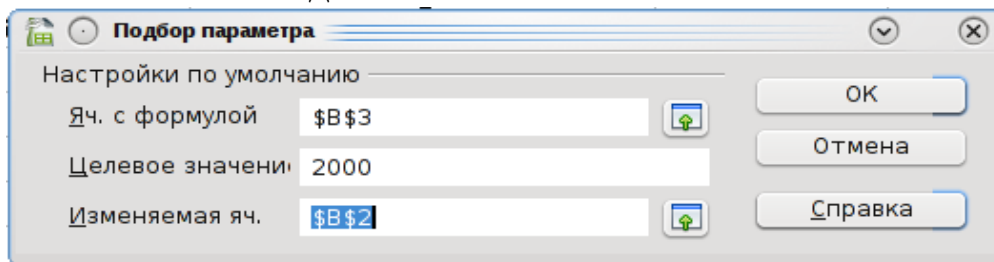 Подбор параметра
Настройки по умолчанию
Яч. с формулой $B$3
Целевое значени 2000
Изменяемая яч. $B$2
OK
Отмена
Справка